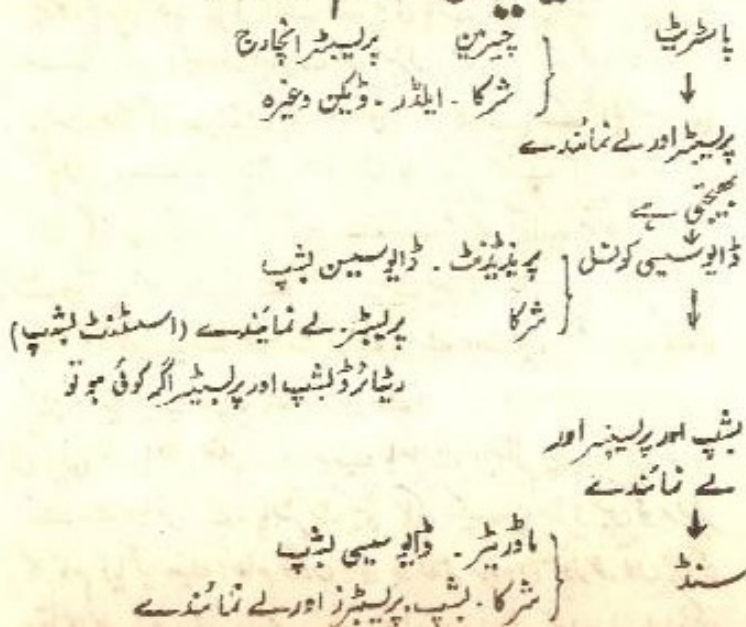 پاسٹریٹ { چیرمین پریسبٹر انچارج
شرکا - ایلڈر - ڈیکن وغیرہ
↓
پریسبٹر اور لے نمائندے
بھیجتی ہے
ڈایوسیسی کونسل { پریذیڈنٹ . ڈایوسیسن بشپ
↓ شرکا پریسبٹر . لے نمائیندے (اسسٹنٹ بشپ)
ریٹائرڈ بشپ اور پریسبٹر اگر کوئی ہو تو
بشپ اور پریسبٹر اور
لے نمائندے
↓
سنڈ { ماڈریٹر . ڈایوسیسی بشپ
شرکا . بشپ . پریسبٹرز اور لے نمائندے